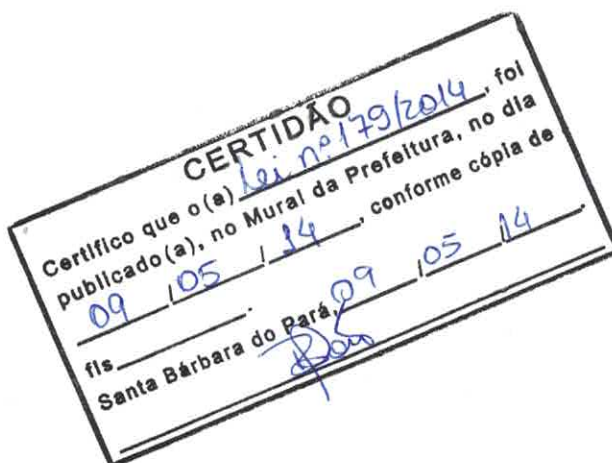 CERTIDÃO
Certifico que o(a) Lei nº 179/2014, foi
publicado(a), no Mural da Prefeitura, no dia
09 / 05 / 14, conforme cópia de
fls.
Santa Bárbara do Pará, 09 / 05 / 14.